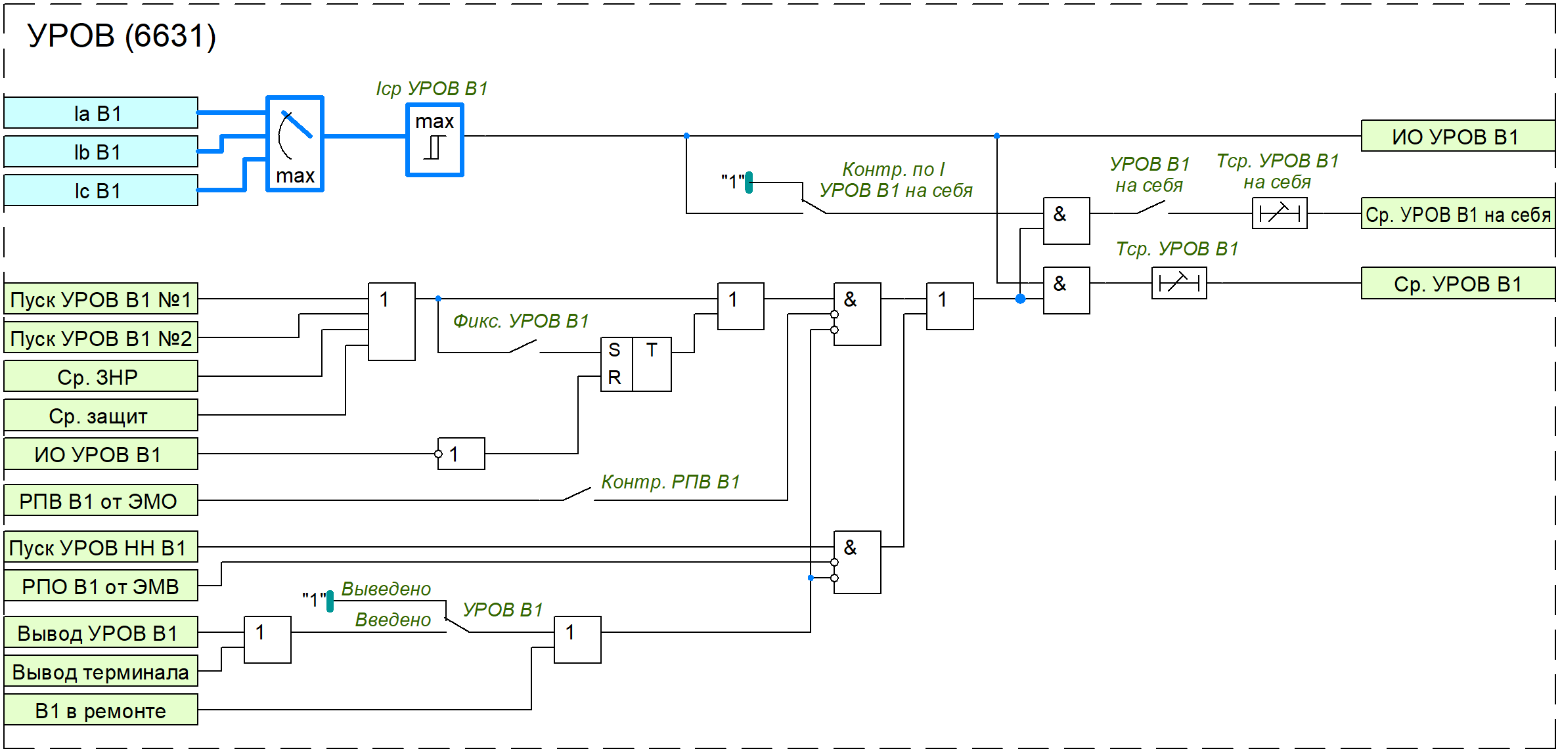 УРОВ (6631)
Iср УРОВ В1
Ia В1
Ib В1
Ic В1
max
max
ИО УРОВ В1
"1"
Контр. по I
УРОВ В1 на себя
УРОВ В1
на себя
Тср. УРОВ В1
на себя
&
Ср. УРОВ В1 на себя
Тср. УРОВ В1
&
Ср. УРОВ В1
Пуск УРОВ В1 №1
Пуск УРОВ В1 №2
Ср. ЗНР
Ср. защит
ИО УРОВ В1
1
Фикс. УРОВ В1
S
T
R
1
&
1
1
РПВ В1 от ЭМО
Контр. РПВ В1
Пуск УРОВ НН В1
&
РПО В1 от ЭМВ
"1"
Выведено
Введено
УРОВ В1
Вывод УРОВ В1
1
1
Вывод терминала
В1 в ремонте